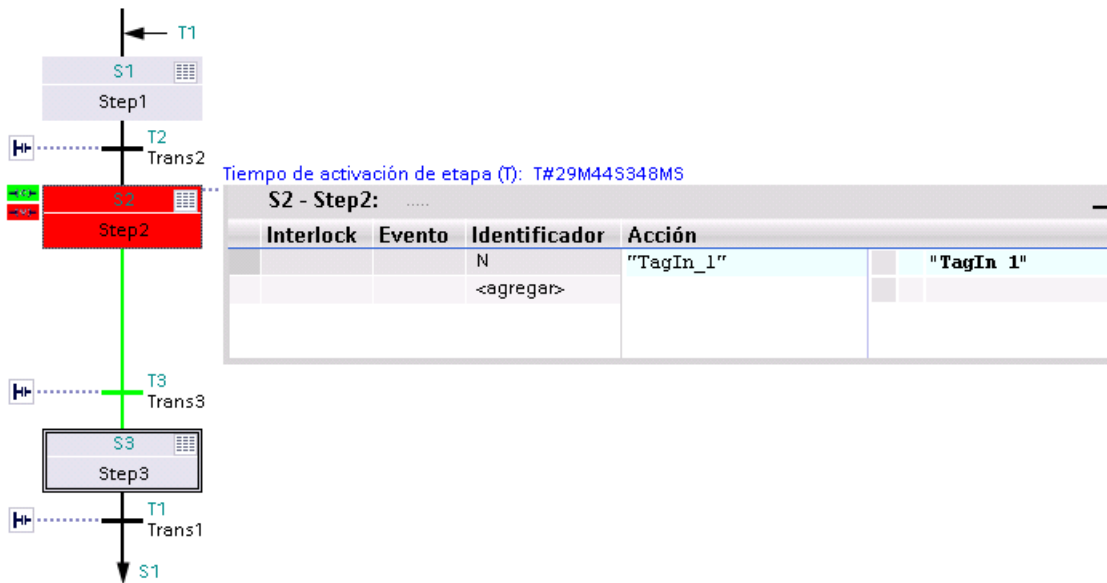 T1
S1
Step1
T2
Trans2
Tiempo de activación de etapa (T): T#29M44S348MS
S2
Step2
S2 - Step2: .....
Interlock Evento Identificador Acción
N "TagIn_1" "TagIn 1"
<agregar>
T3
Trans3
S3
Step3
T1
Trans1
S1